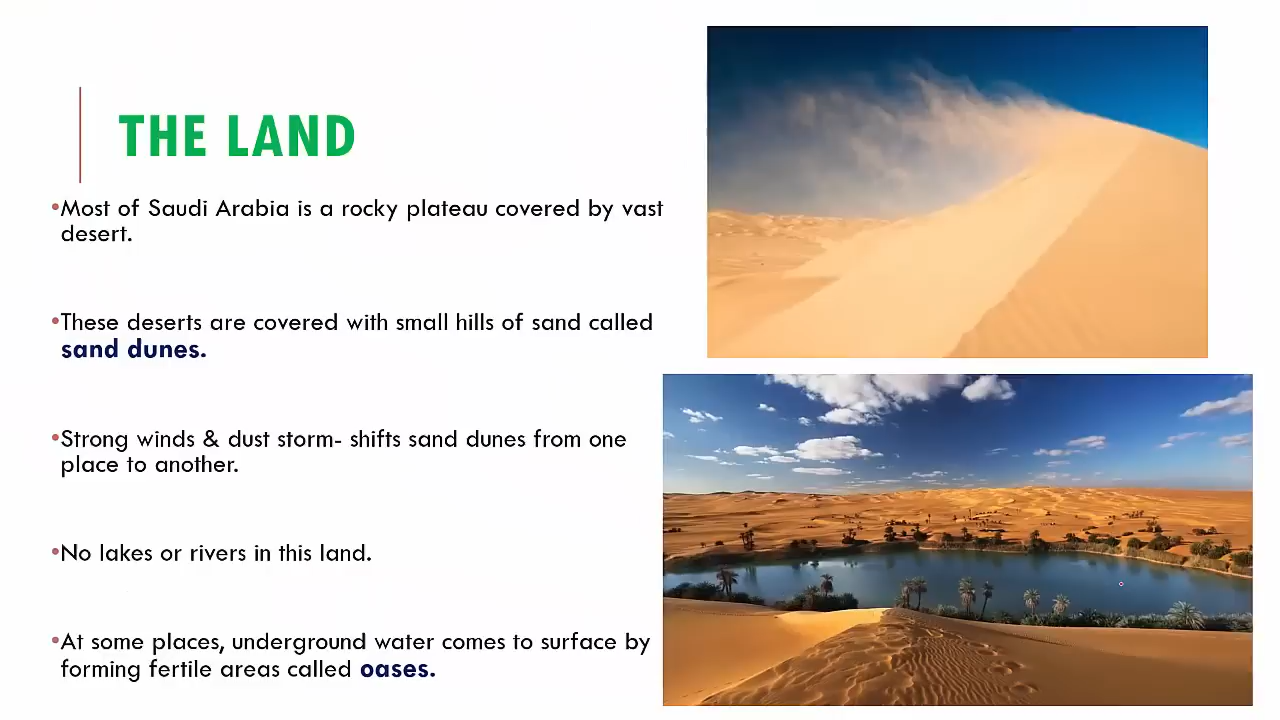 THE LAND
•Most of Saudi Arabia is a rocky plateau covered by vast
desert.
•These deserts are covered with small hills of sand called
sand dunes.
•Strong winds & dust storm- shifts sand dunes from one
place to another.
•No lakes or rivers in this land.
•At some places, underground water comes to surface by
forming fertile areas called oases.